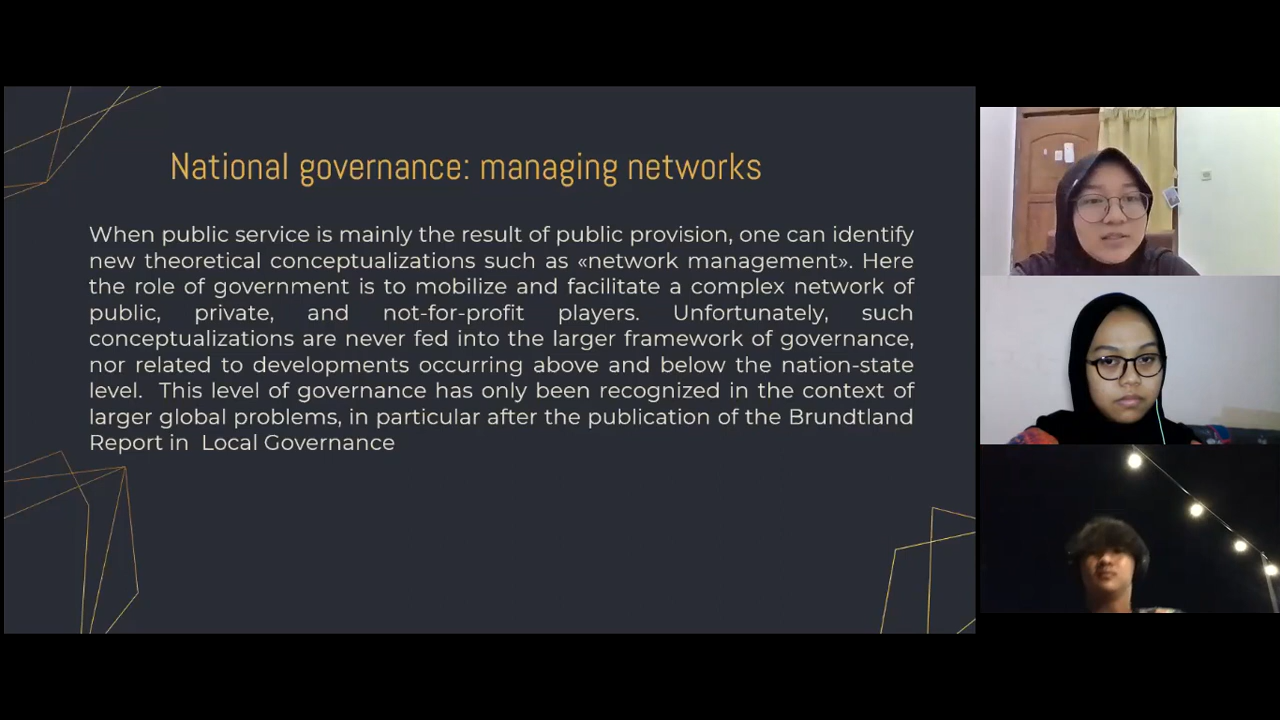 National governance: managing networks
When public service is mainly the result of public provision, one can identify
new theoretical conceptualizations such as «network management». Here
the role of government is to mobilize and facilitate a complex network of
public, private, and not-for-profit players. Unfortunately, such
conceptualizations are never fed into the larger framework of governance,
nor related to developments occurring above and below the nation-state
level.  This level of governance has only been recognized in the context of
larger global problems, in particular after the publication of the Brundtland
Report in  Local Governance